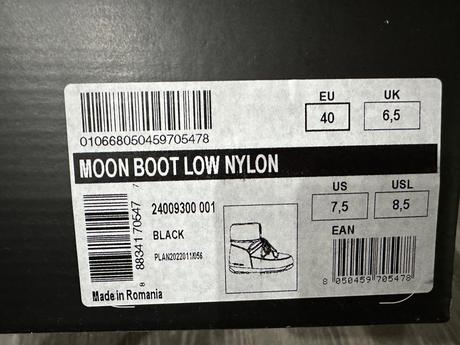 EU UK
40 6,5
010668050459705478
MOON BOOT LOW NYLON
US USL
7,5 8,5
24009300 001
BLACK
PLAN2022011/056
EAN
8 050459 705478
8 88341 70547 7
Made in Romania